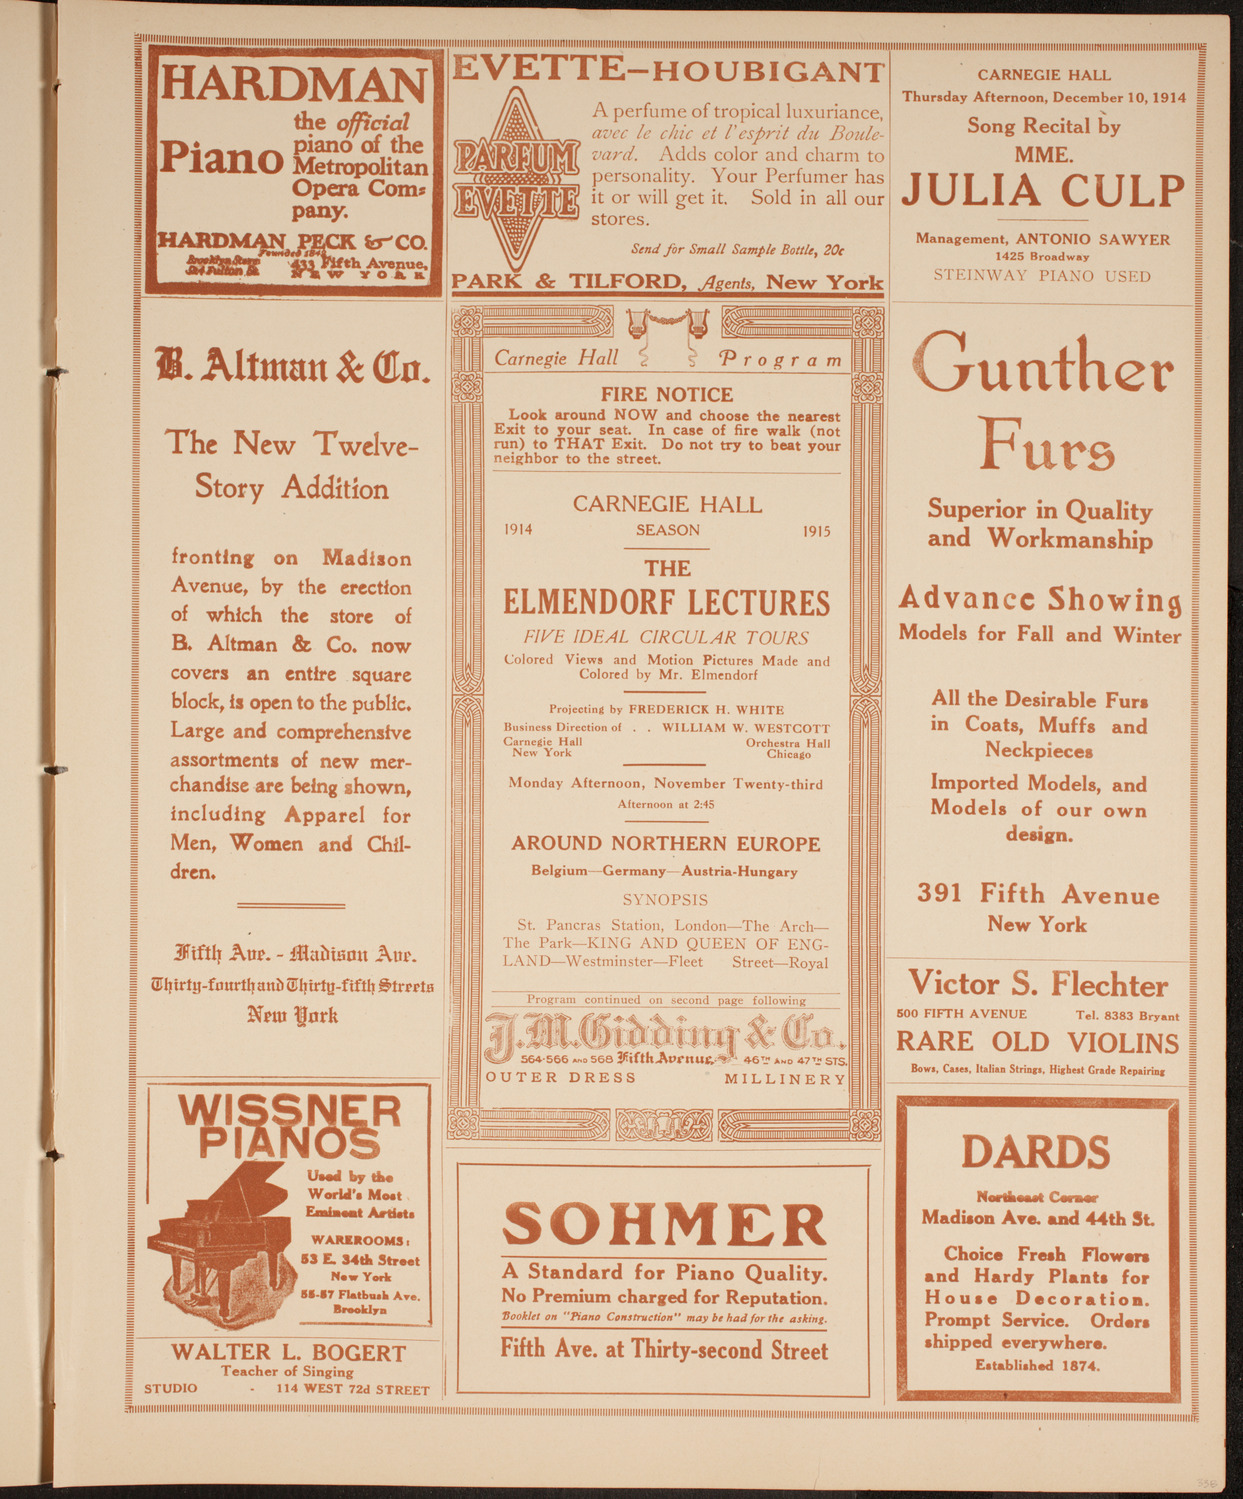 HARDMAN
Piano
the official
piano of the
Metropolitan
Opera Com-
pany.
HARDMAN, PECK & CO.
Founded 1842
Brooklyn Store
524 Fulton St.
433 Fifth Avenue,
NEW YORK
B. Altman & Co.
The New Twelve-
Story Addition
fronting on Madison
Avenue, by the erection
of which the store of
B. Altman & Co. now
covers an entire square
block, is open to the public.
Large and comprehensive
assortments of new mer-
chandise are being shown,
including Apparel for
Men, Women and Chil-
dren.
Fifth Ave. - Madison Ave.
Thirty-fourth and Thirty-fifth Streets
New York
WISSNER
PIANOS
Used by the
World's Most
Eminent Artists
WAREROOMS:
53 E. 34th Street
New York
55-57 Flatbush Ave.
Brooklyn
WALTER L. BOGERT
Teacher of Singing
STUDIO - 114 WEST 72d STREET
EVETTE-HOUBIGANT
PARFUM
EVETTE
A perfume of tropical luxuriance,
avec le chic et l'esprit du Boule-
vard. Adds color and charm to
personality. Your Perfumer has
it or will get it. Sold in all our
stores.
Send for Small Sample Bottle, 20c
PARK & TILFORD, Agents, New York
Carnegie Hall Program
FIRE NOTICE
Look around NOW and choose the nearest
Exit to your seat. In case of fire walk (not
run) to THAT Exit. Do not try to beat your
neighbor to the street.
CARNEGIE HALL
1914 SEASON 1915
THE
ELMENDORF LECTURES
FIVE IDEAL CIRCULAR TOURS
Colored Views and Motion Pictures Made and
Colored by Mr. Elmendorf
Projecting by FREDERICK H. WHITE
Business Direction of . . WILLIAM W. WESTCOTT
Carnegie Hall Orchestra Hall
New York Chicago
Monday Afternoon, November Twenty-third
Afternoon at 2:45
AROUND NORTHERN EUROPE
Belgium—Germany—Austria-Hungary
SYNOPSIS
St. Pancras Station, London—The Arch—
The Park—KING AND QUEEN OF ENG-
LAND—Westminster—Fleet Street—Royal
Program continued on second page following
J.M. Gidding & Co.
564-566 AND 568 Fifth Avenue 46TH AND 47TH STS.
OUTER DRESS MILLINERY
SOHMER
A Standard for Piano Quality.
No Premium charged for Reputation.
Booklet on "Piano Construction" may be had for the asking.
Fifth Ave. at Thirty-second Street
CARNEGIE HALL
Thursday Afternoon, December 10, 1914
Song Recital by
MME.
JULIA CULP
Management, ANTONIO SAWYER
1425 Broadway
STEINWAY PIANO USED
Gunther
Furs
Superior in Quality
and Workmanship
Advance Showing
Models for Fall and Winter
All the Desirable Furs
in Coats, Muffs and
Neckpieces
Imported Models, and
Models of our own
design.
391 Fifth Avenue
New York
Victor S. Flechter
500 FIFTH AVENUE Tel. 8383 Bryant
RARE OLD VIOLINS
Bows, Cases, Italian Strings, Highest Grade Repairing
DARDS
Northeast Corner
Madison Ave. and 44th St.
Choice Fresh Flowers
and Hardy Plants for
House Decoration.
Prompt Service. Orders
shipped everywhere.
Established 1874.